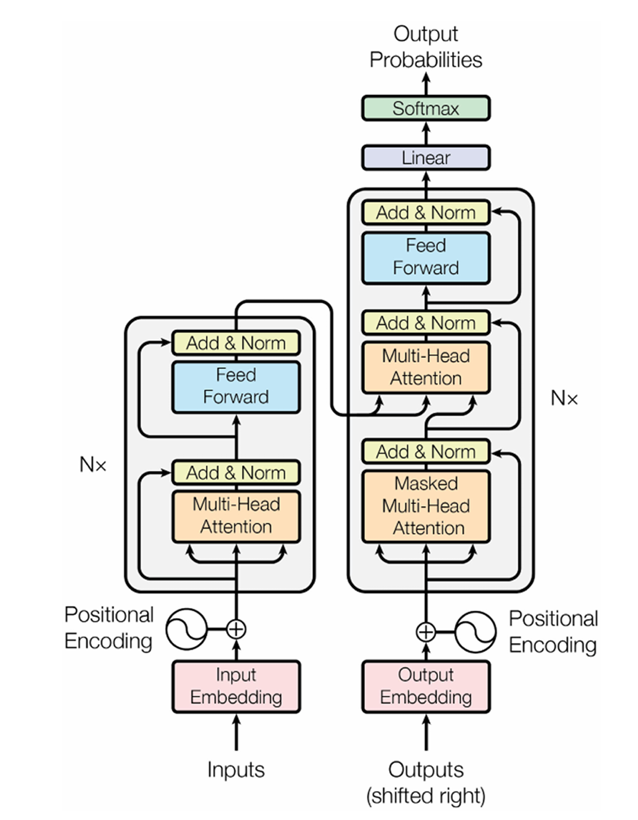 Output
Probabilities
Softmax
Linear
Add & Norm
Feed
Forward
Add & Norm
Multi-Head
Attention
Add & Norm
Masked
Multi-Head
Attention
Nx
Add & Norm
Feed
Forward
Add & Norm
Multi-Head
Attention
N×
Positional
Encoding
Positional
Encoding
Input
Embedding
Output
Embedding
Inputs
Outputs
(shifted right)